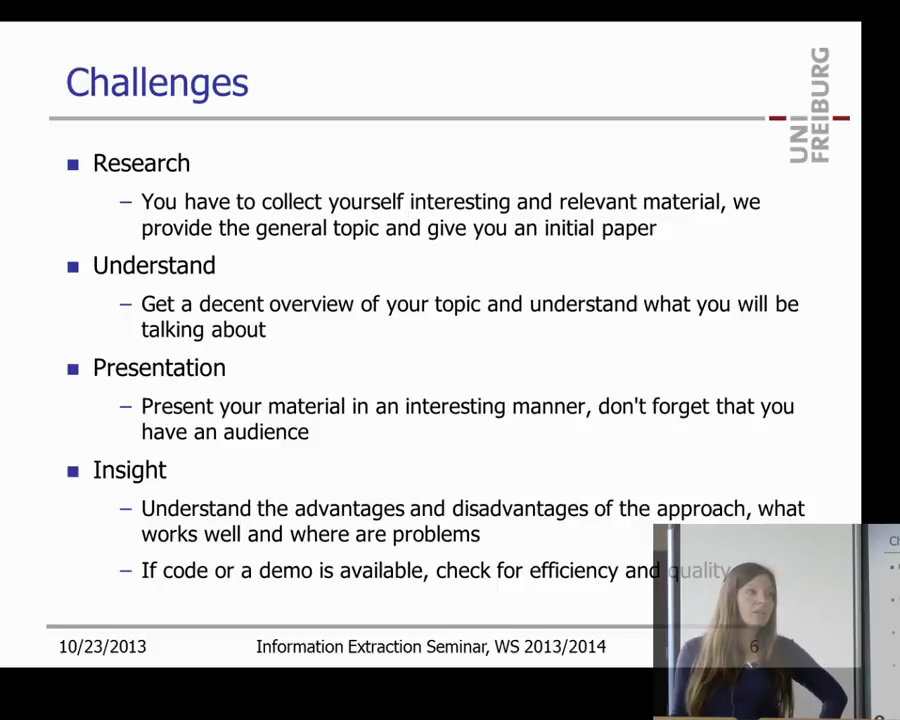 Challenges
UNI
FREIBURG
■ Research
– You have to collect yourself interesting and relevant material, we
provide the general topic and give you an initial paper
■ Understand
– Get a decent overview of your topic and understand what you will be
talking about
■ Presentation
– Present your material in an interesting manner, don't forget that you
have an audience
■ Insight
– Understand the advantages and disadvantages of the approach, what
works well and where are problems
– If code or a demo is available, check for efficiency and quality
10/23/2013
Information Extraction Seminar, WS 2013/2014
6
Ch